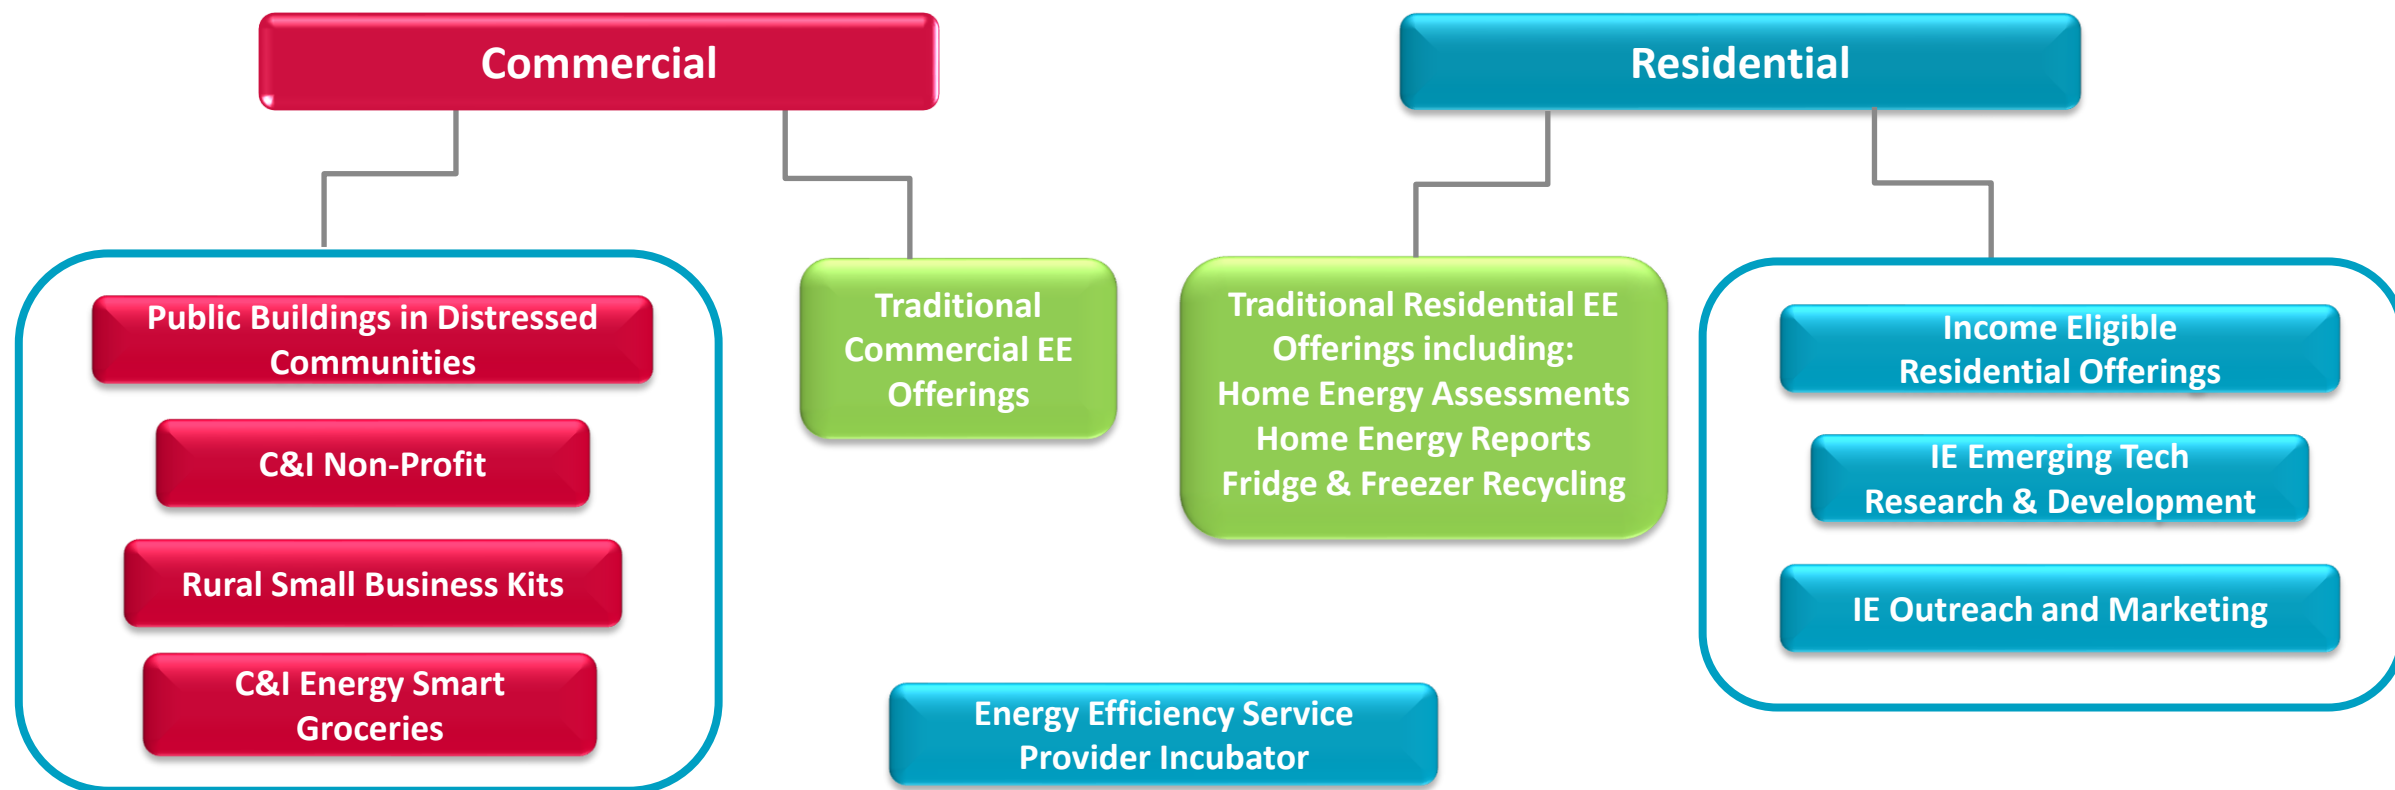 Commercial
Residential
Public Buildings in Distressed
Communities
C&I Non-Profit
Rural Small Business Kits
C&I Energy Smart
Groceries
Traditional
Commercial EE
Offerings
Traditional Residential EE
Offerings including:
Home Energy Assessments
Home Energy Reports
Fridge & Freezer Recycling
Income Eligible
Residential Offerings
IE Emerging Tech
Research & Development
IE Outreach and Marketing
Energy Efficiency Service
Provider Incubator